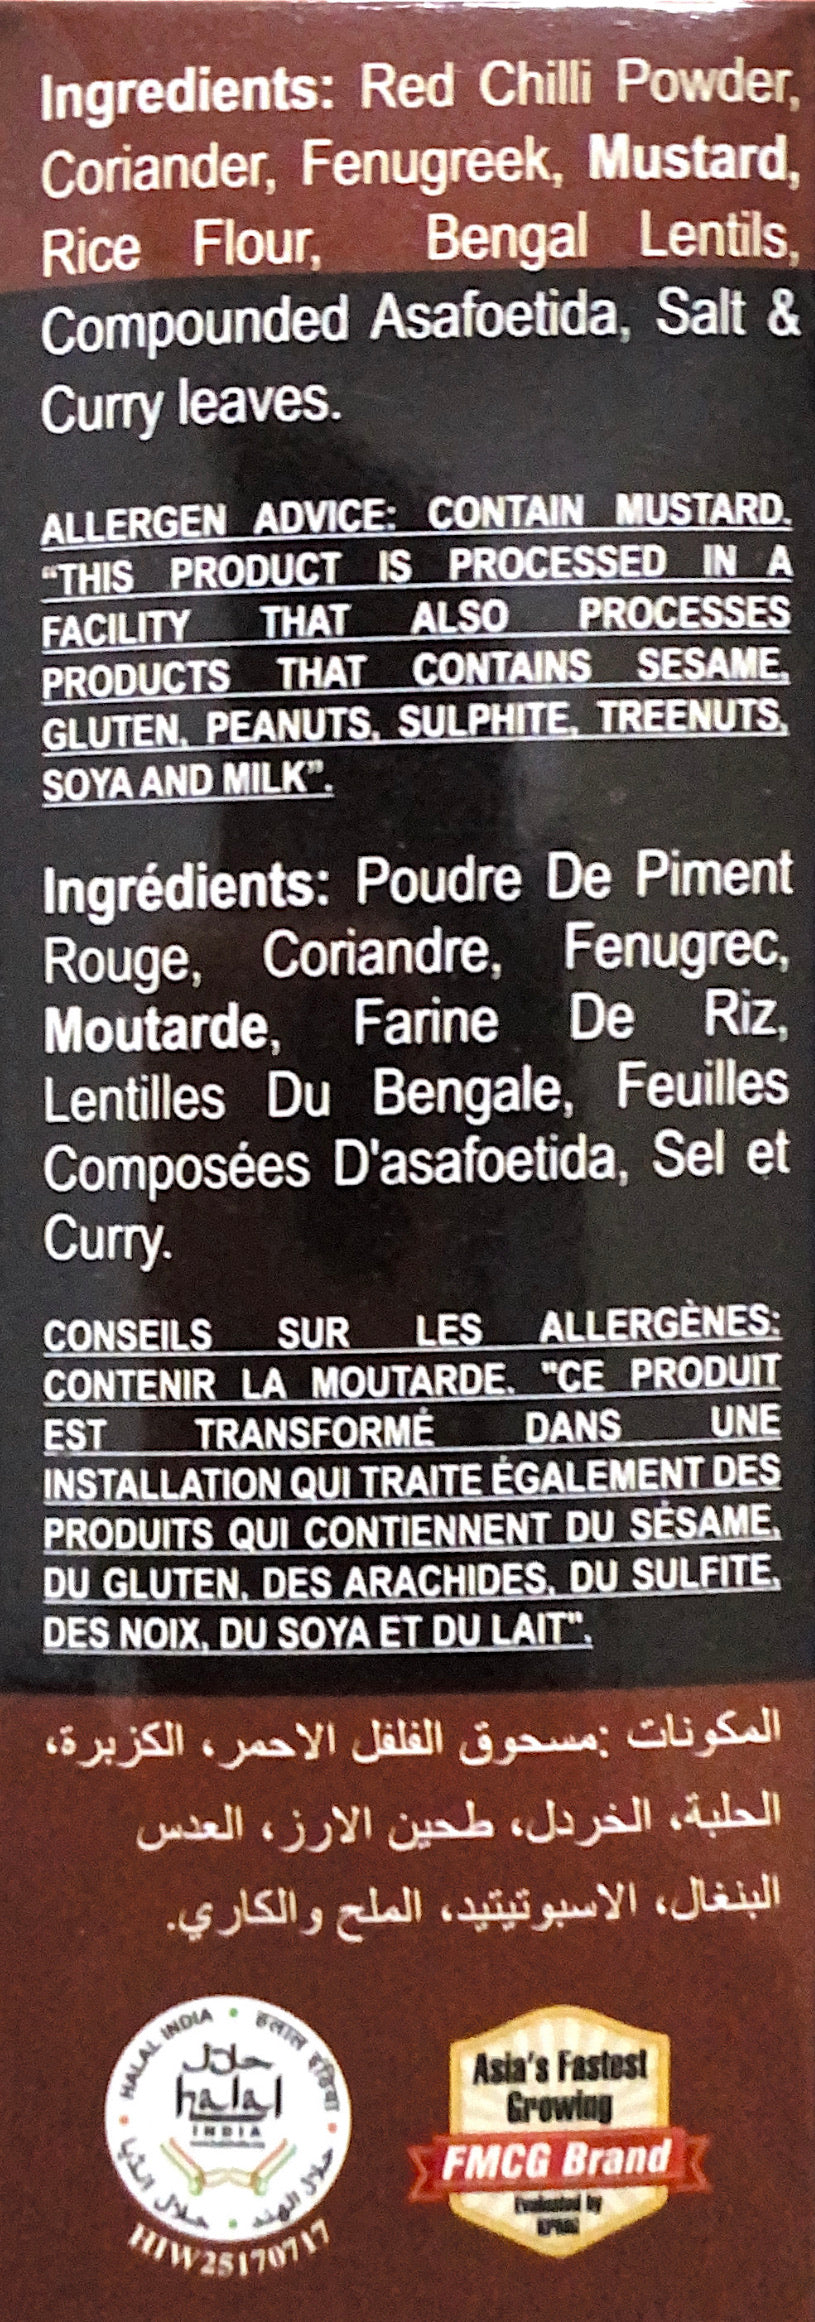 Ingredients: Red Chilli Powder,
Coriander, Fenugreek, Mustard,
Rice Flour, Bengal Lentils,
Compounded Asafoetida, Salt &
Curry leaves.
ALLERGEN ADVICE: CONTAIN MUSTARD.
“THIS PRODUCT IS PROCESSED IN A
FACILITY THAT ALSO PROCESSES
PRODUCTS THAT CONTAINS SESAME,
GLUTEN, PEANUTS, SULPHITE, TREENUTS,
SOYA AND MILK”.
Ingrédients: Poudre De Piment
Rouge, Coriandre, Fenugrec,
Moutarde, Farine De Riz,
Lentilles Du Bengale, Feuilles
Composées D'asafoetida, Sel et
Curry.
CONSEILS SUR LES ALLERGÈNES:
CONTENIR LA MOUTARDE. "CE PRODUIT
EST TRANSFORMÉ DANS UNE
INSTALLATION QUI TRAITE ÉGALEMENT DES
PRODUITS QUI CONTIENNENT DU SÉSAME,
DU GLUTEN, DES ARACHIDES, DU SULFITE,
DES NOIX, DU SOYA ET DU LAIT".
المكونات :مسحوق الفلفل الاحمر، الكزبرة،
الحلبة، الخردل، طحين الارز، العدس
البنغال، الاسبوتيتيد، الملح والكاري.
HALAL INDIA • हलाल इंडिया
حلال
halal
INDIA
حلال الهند
HIW25170717
Asia's Fastest
Growing
FMCG Brand
Evaluated by